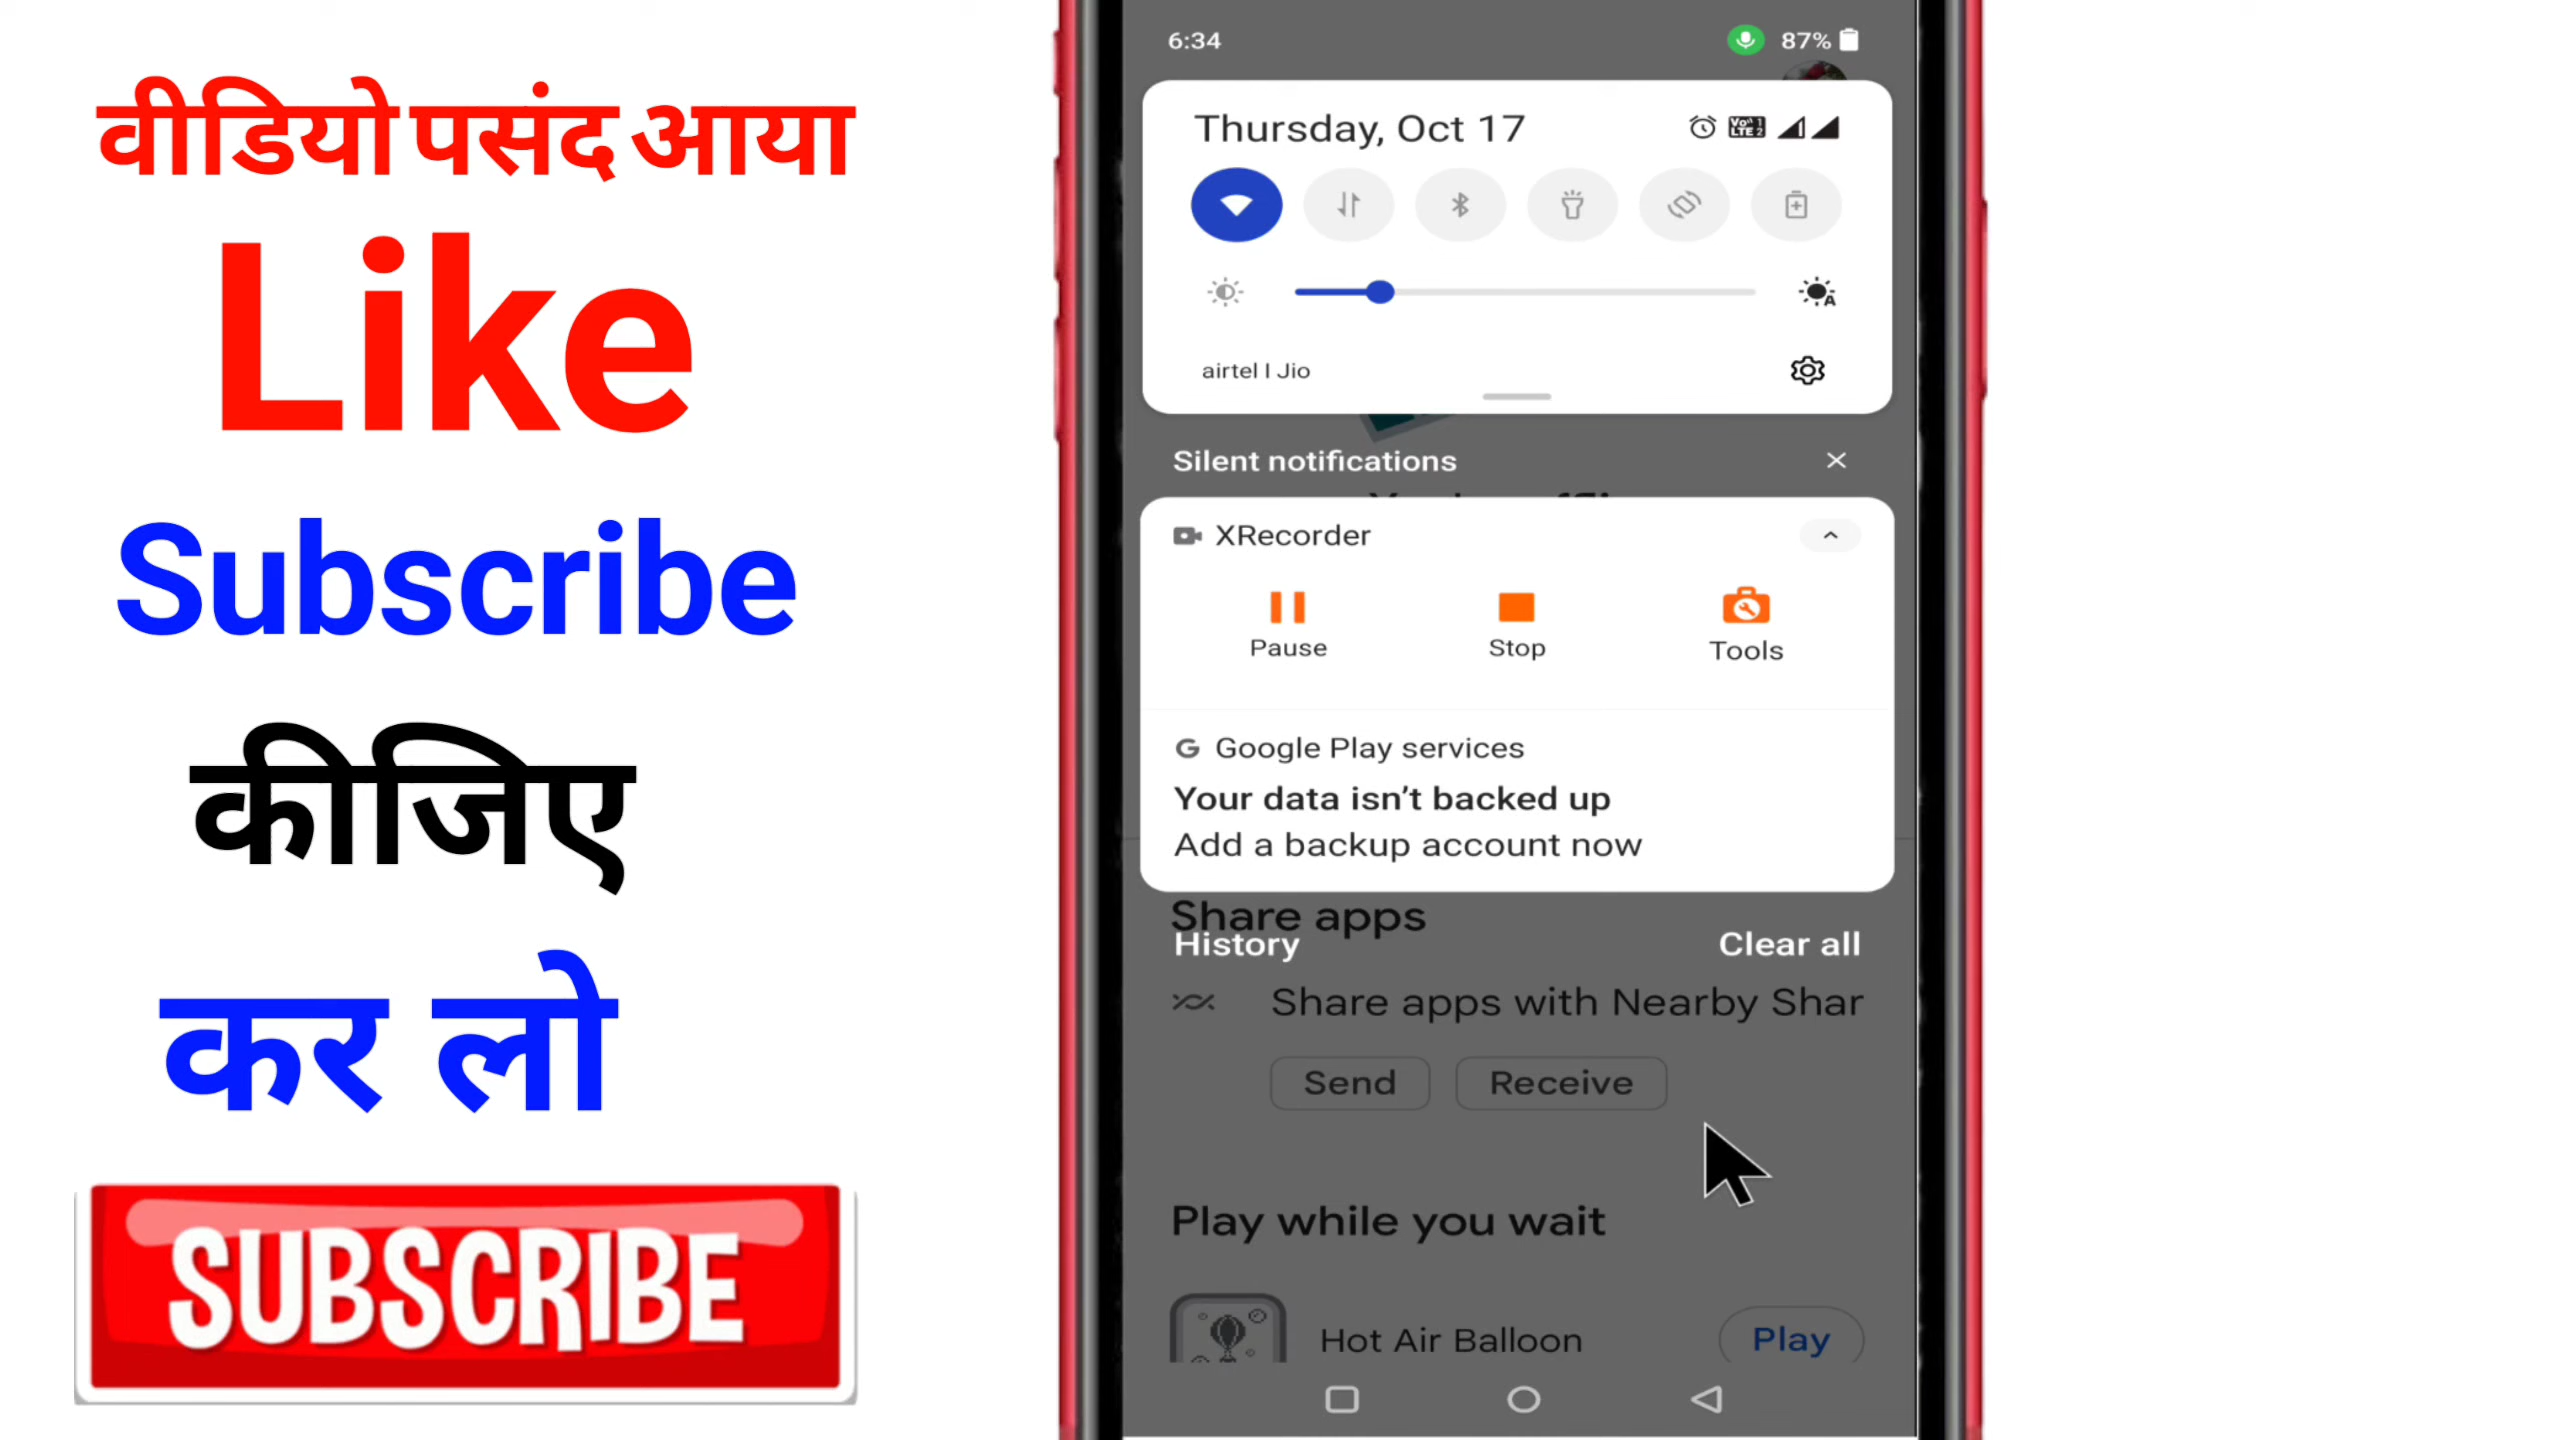 वीडियो पसंद आया
Like
Subscribe
कीजिए
कर लो
SUBSCRIBE
6:34
87%
Thursday, Oct 17
airtel I Jio
Silent notifications
XRecorder
Pause
Stop
Tools
Google Play services
Your data isn’t backed up
Add a backup account now
Share apps
History
Clear all
Share apps with Nearby Shar
Send
Receive
Play while you wait
Hot Air Balloon
Play